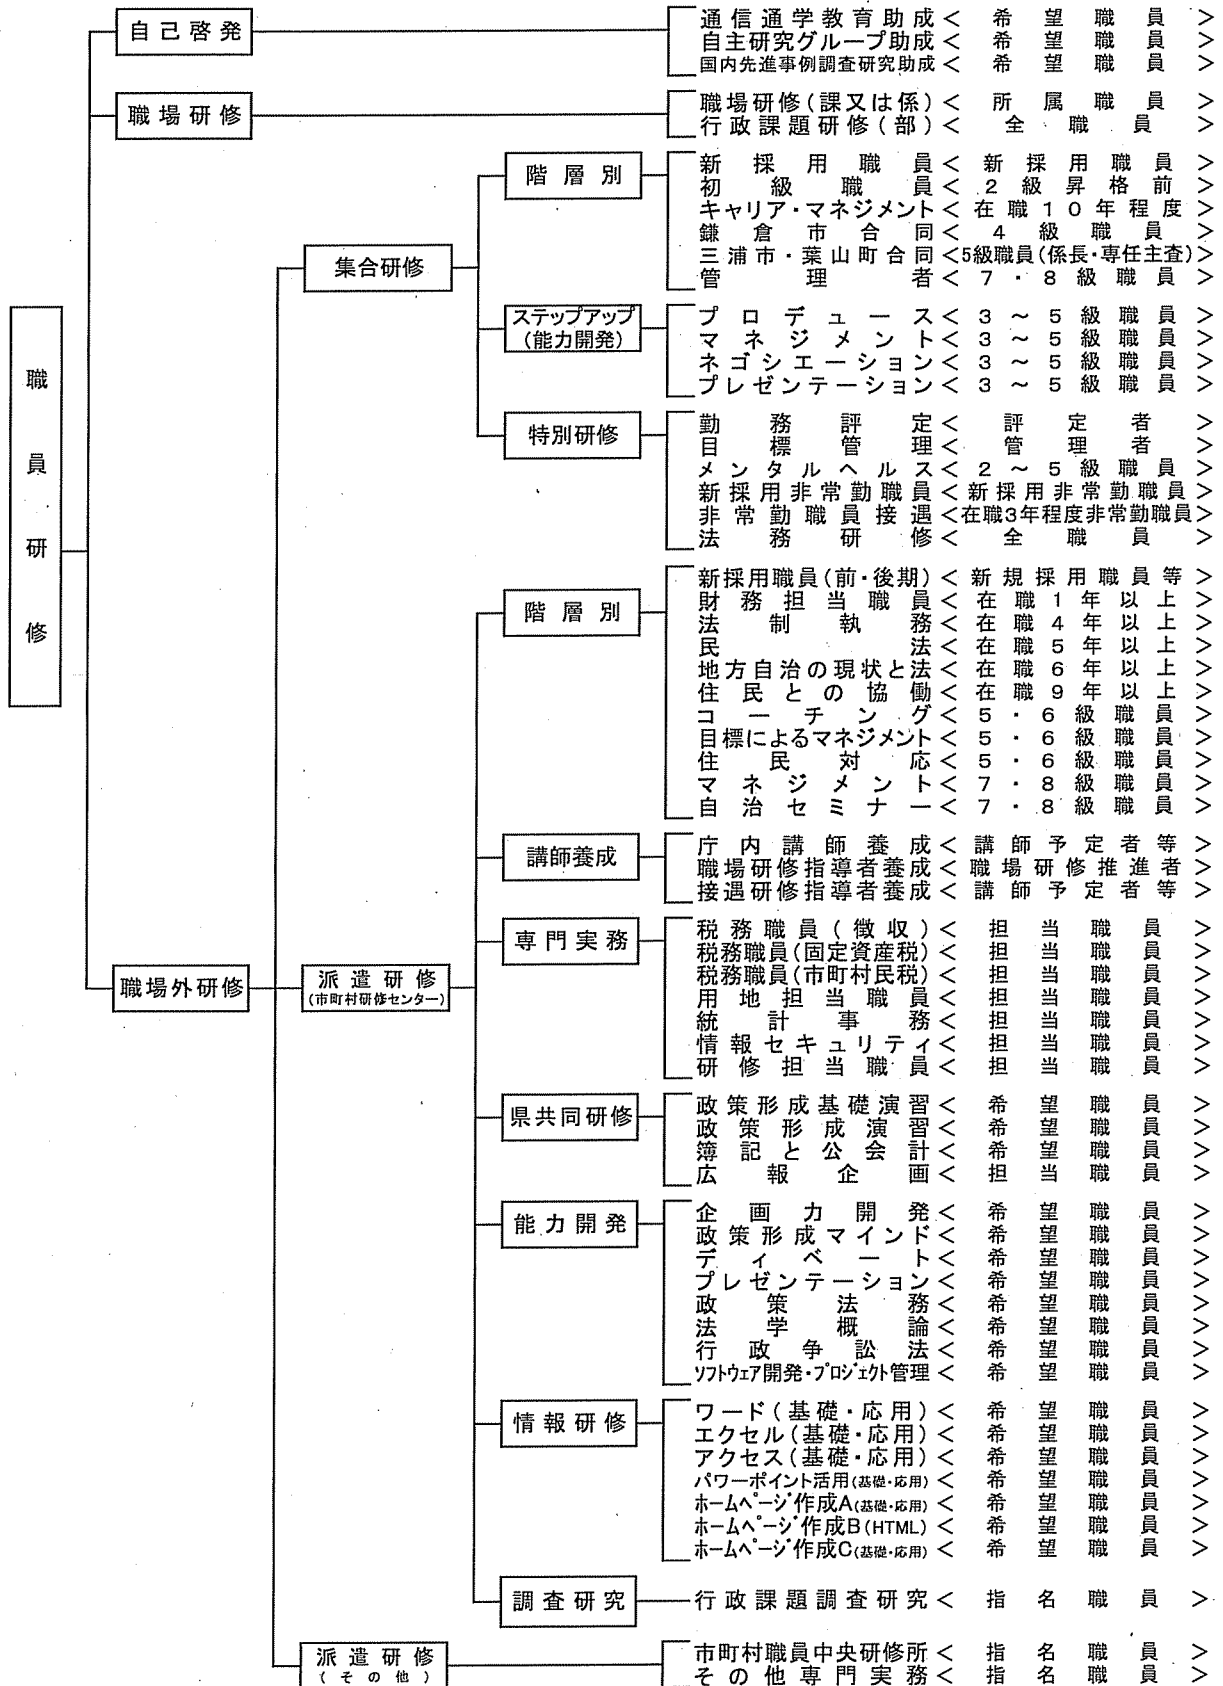 職員研修
自己啓発
通信通学教育助成＜希望職員＞
自主研究グループ助成＜希望職員＞
国内先進事例調査研究助成＜希望職員＞
職場研修
職場研修(課又は係)＜所属職員＞
行政課題研修(部)＜全職員＞
職場外研修
集合研修
階層別
新採用職員＜新採用職員＞
初級職員＜2級昇格前＞
キャリア・マネジメント＜在職10年程度＞
鎌倉市合同＜4級職員＞
三浦市・葉山町合同＜5級職員(係長・専任主査)＞
管理者＜7・8級職員＞
ステップアップ
(能力開発)
プロデュース＜3～5級職員＞
マネジメント＜3～5級職員＞
ネゴシエーション＜3～5級職員＞
プレゼンテーション＜3～5級職員＞
特別研修
勤務評定＜評定者＞
目標管理＜管理者＞
メンタルヘルス＜2～5級職員＞
新採用非常勤職員＜新採用非常勤職員＞
非常勤職員接遇＜在職3年程度非常勤職員＞
法務研修＜全職員＞
派遣研修
(市町村研修センター)
階層別
新採用職員(前・後期)＜新規採用職員等＞
財務担当職員＜在職1年以上＞
法制執務＜在職4年以上＞
民法＜在職5年以上＞
地方自治の現状と法＜在職6年以上＞
住民との協働＜在職9年以上＞
コーチング＜5・6級職員＞
目標によるマネジメント＜5・6級職員＞
住民対応＜5・6級職員＞
マネジメント＜7・8級職員＞
自治セミナー＜7・8級職員＞
講師養成
庁内講師養成＜講師予定者等＞
職場研修指導者養成＜職場研修推進者＞
接遇研修指導者養成＜講師予定者等＞
専門実務
税務職員(徴収)＜担当職員＞
税務職員(固定資産税)＜担当職員＞
税務職員(市町村民税)＜担当職員＞
用地担当職員＜担当職員＞
統計事務＜担当職員＞
情報セキュリティ＜担当職員＞
研修担当職員＜担当職員＞
県共同研修
政策形成基礎演習＜希望職員＞
政策形成演習＜希望職員＞
簿記と公会計＜希望職員＞
広報企画＜担当職員＞
能力開発
企画力開発＜希望職員＞
政策形成マインド＜希望職員＞
ディベート＜希望職員＞
プレゼンテーション＜希望職員＞
政策法務＜希望職員＞
法学概論＜希望職員＞
行政争訟法＜希望職員＞
ソフトウェア開発・プロジェクト管理＜希望職員＞
情報研修
ワード(基礎・応用)＜希望職員＞
エクセル(基礎・応用)＜希望職員＞
アクセス(基礎・応用)＜希望職員＞
パワーポイント活用(基礎・応用)＜希望職員＞
ホームページ作成A(基礎・応用)＜希望職員＞
ホームページ作成B(HTML)＜希望職員＞
ホームページ作成C(基礎・応用)＜希望職員＞
調査研究
行政課題調査研究＜指名職員＞
派遣研修
(その他)
市町村職員中央研修所＜指名職員＞
その他専門実務＜指名職員＞